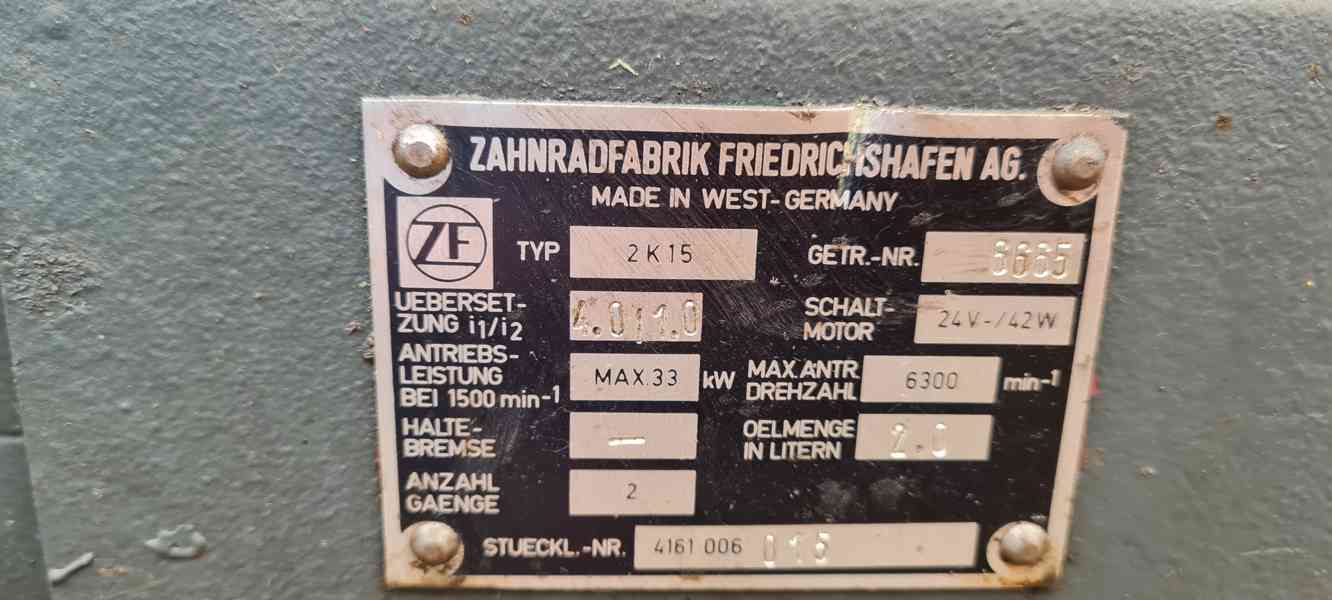 ZAHNRADFABRIK FRIEDRICHSHAFEN AG.
MADE IN WEST-GERMANY
ZF
TYP 2 K 15 GETR.-NR. 6665
UEBERSET-
ZUNG i1/i2 4.0/1.0 SCHALT-
MOTOR 24V-/42W
ANTRIEBS-
LEISTUNG
BEI 1500 min-1 MAX.33 kW MAX.ANTR.
DREHZAHL 6300 min-1
HALTE-
BREMSE — OELMENGE
IN LITERN 2.0
ANZAHL
GAENGE 2
STUECKL.-NR. 4161 006 015